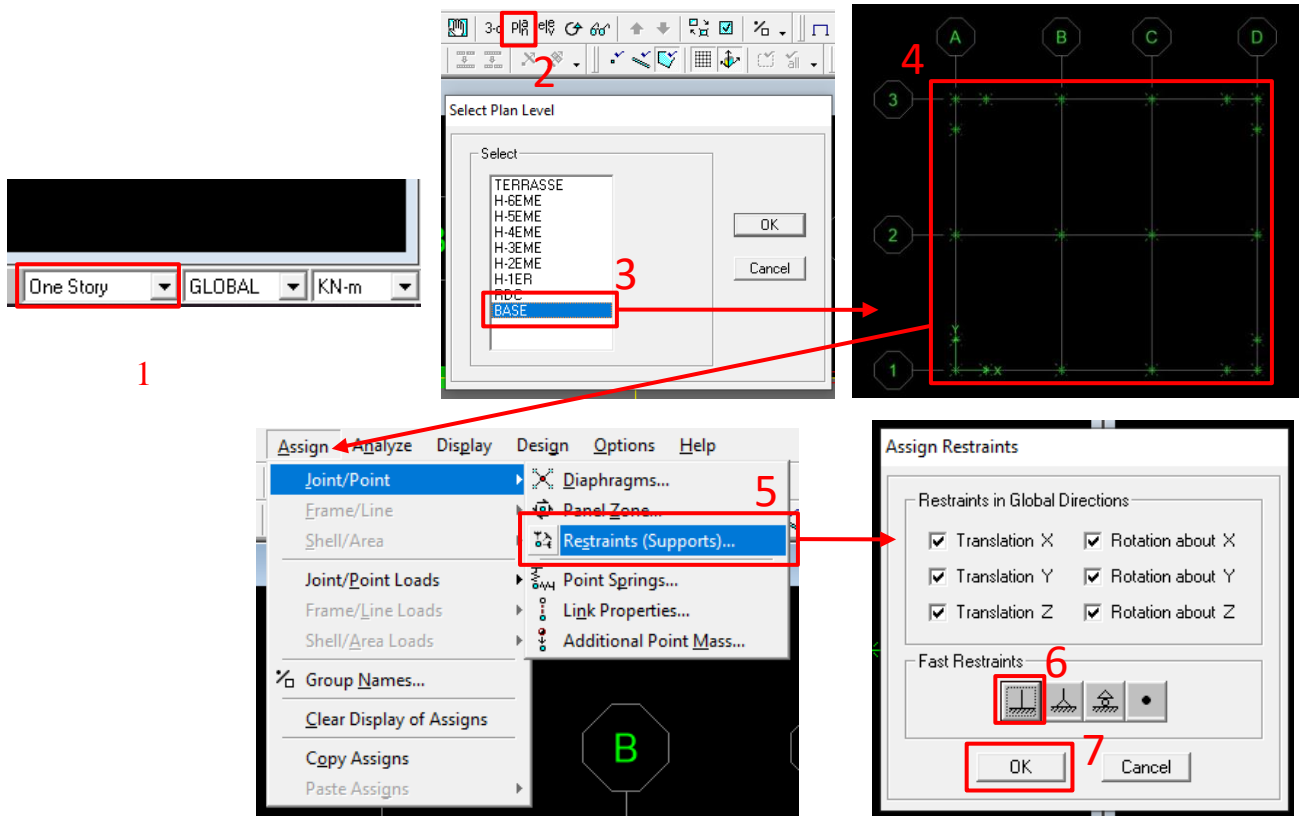 3-d
2
Select Plan Level
Select
TERRASSE
H-6EME
H-5EME
H-4EME
H-3EME
H-2EME
H-1ER
RDC
BASE
OK
Cancel
3
4
A B C D
3
2
1
Y
X
One Story GLOBAL KN-m
1
Assign Analyze Display Design Options Help
Joint/Point
Frame/Line
Shell/Area
Joint/Point Loads
Frame/Line Loads
Shell/Area Loads
Group Names...
Clear Display of Assigns
Copy Assigns
Paste Assigns
Diaphragms...
Panel Zone...
Restraints (Supports)...
Point Springs...
Link Properties...
Additional Point Mass...
5
B
Assign Restraints
Restraints in Global Directions
Translation X Rotation about X
Translation Y Rotation about Y
Translation Z Rotation about Z
Fast Restraints
6
7
OK Cancel